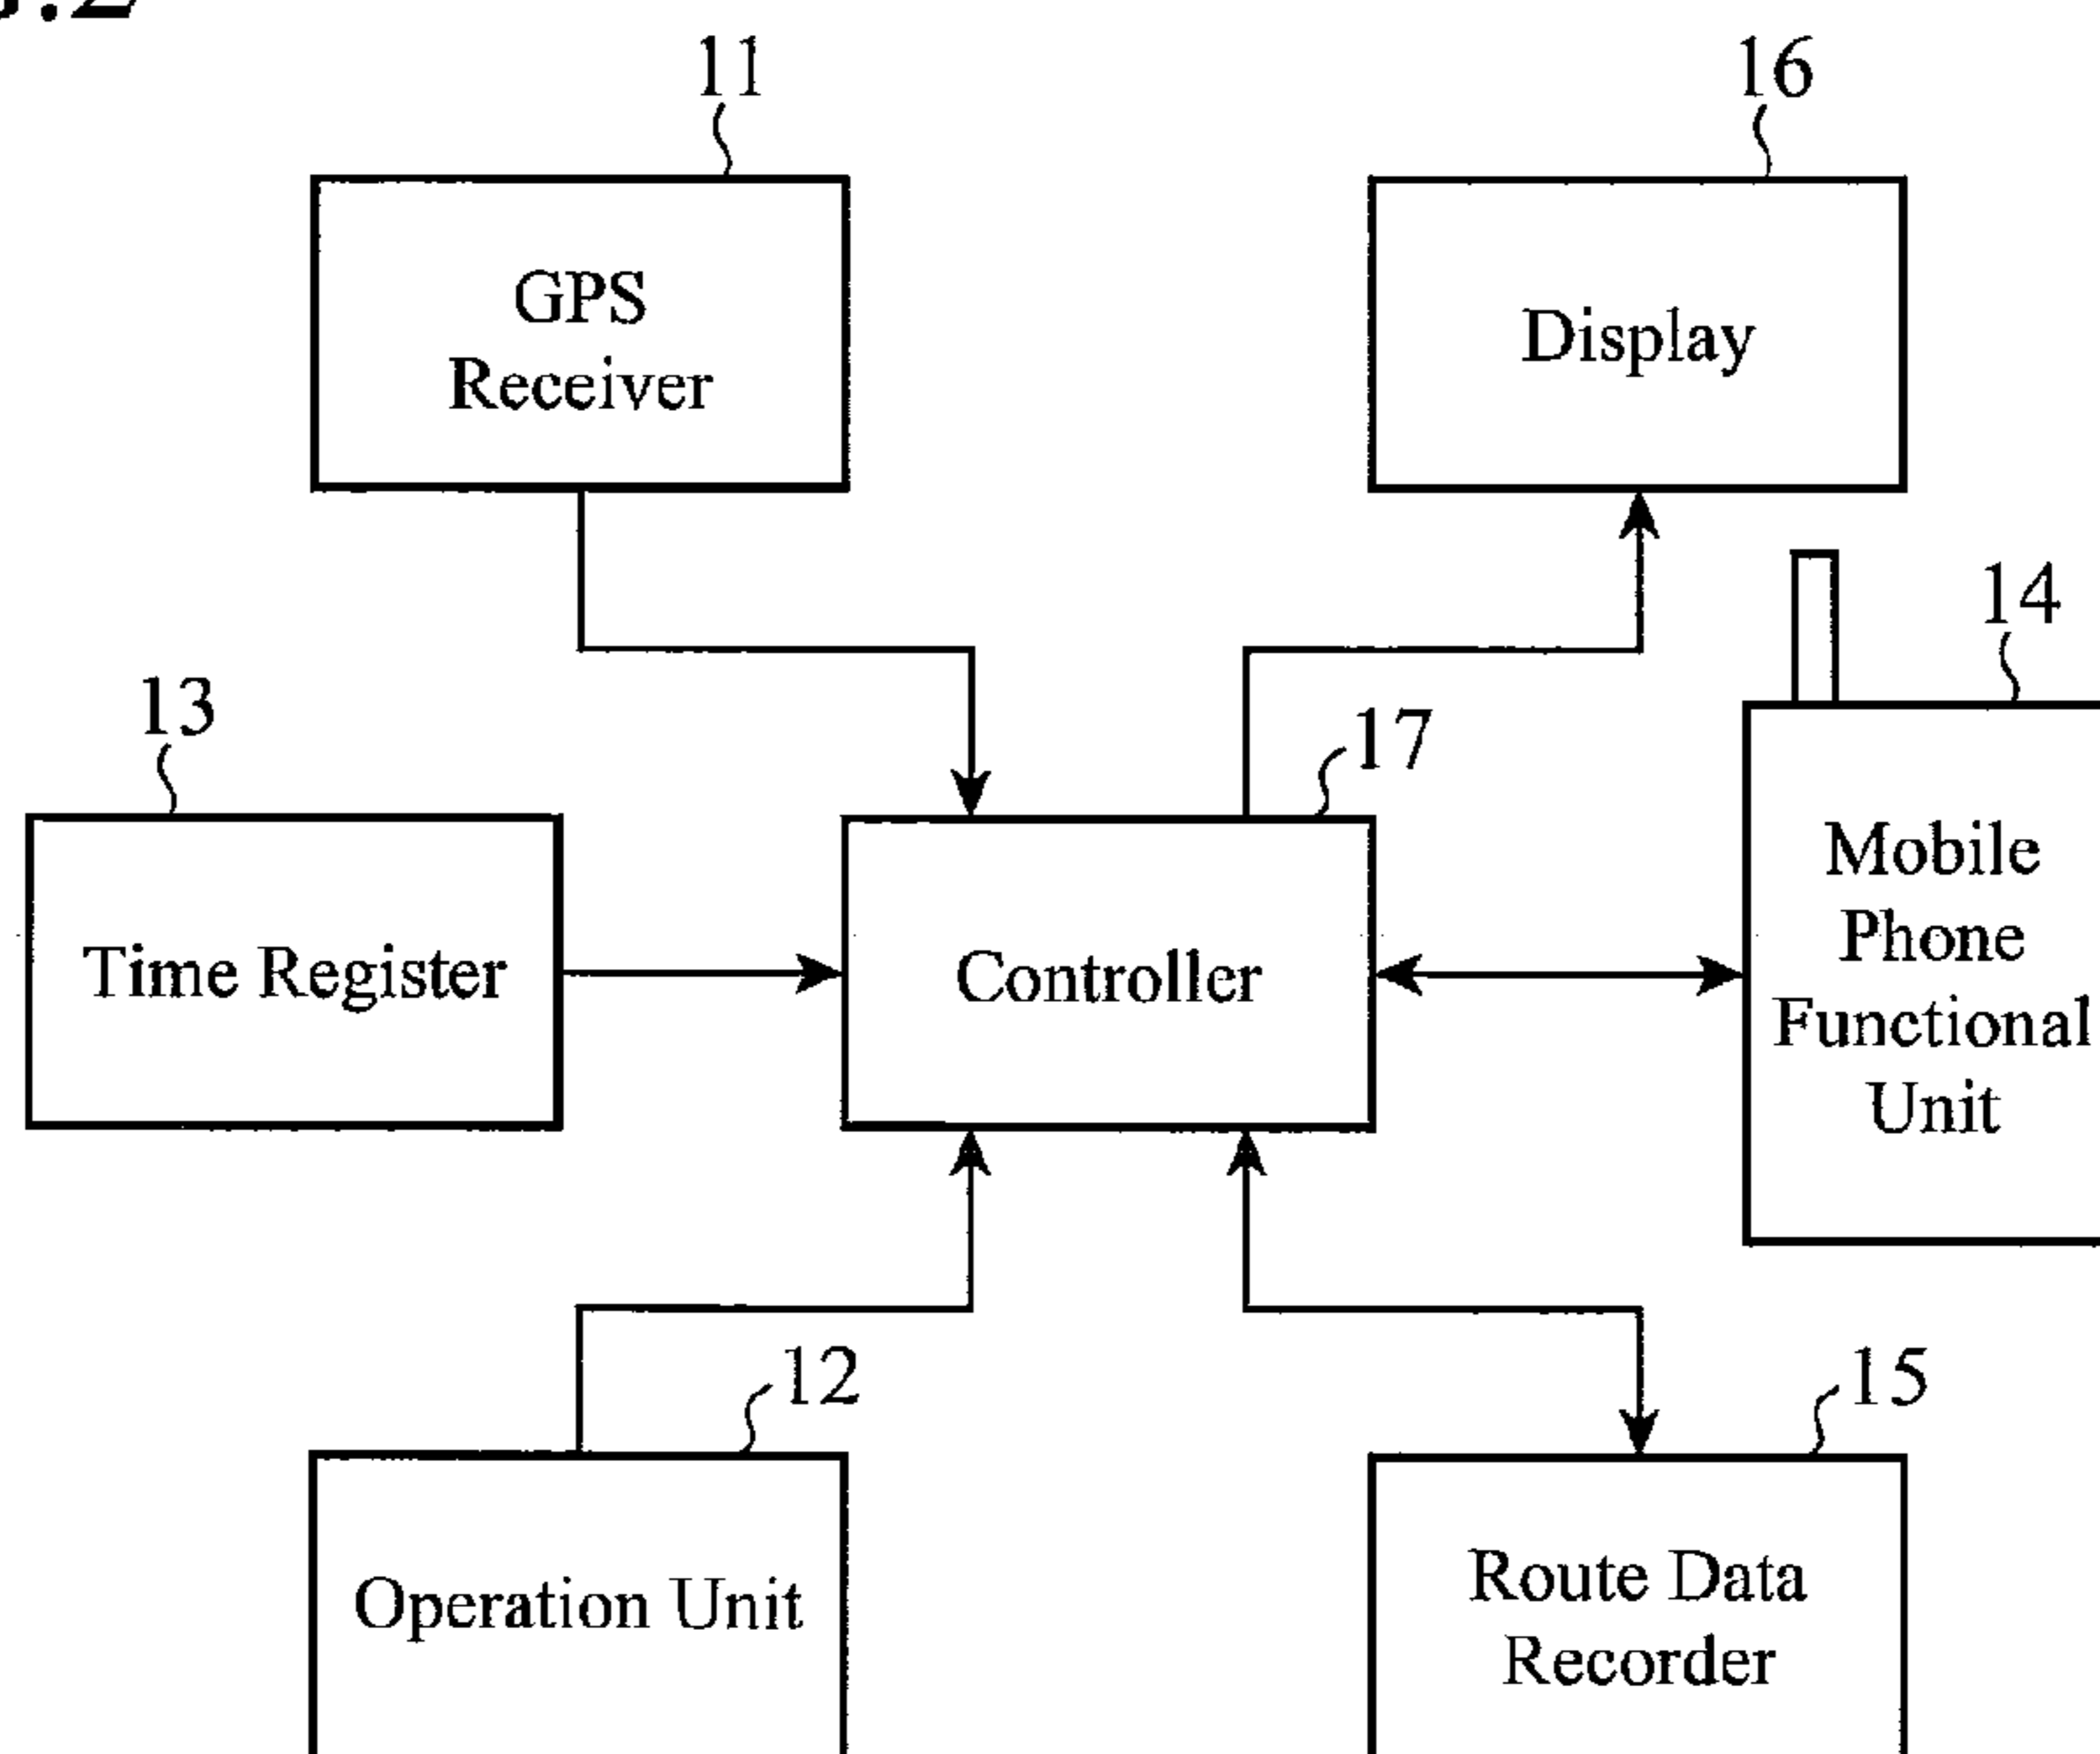 11
16
GPS
Receiver
Display
14
13
17
Mobile
Phone
Functional
Unit
Time Register
Controller
12
15
Operation Unit
Route Data
Recorder